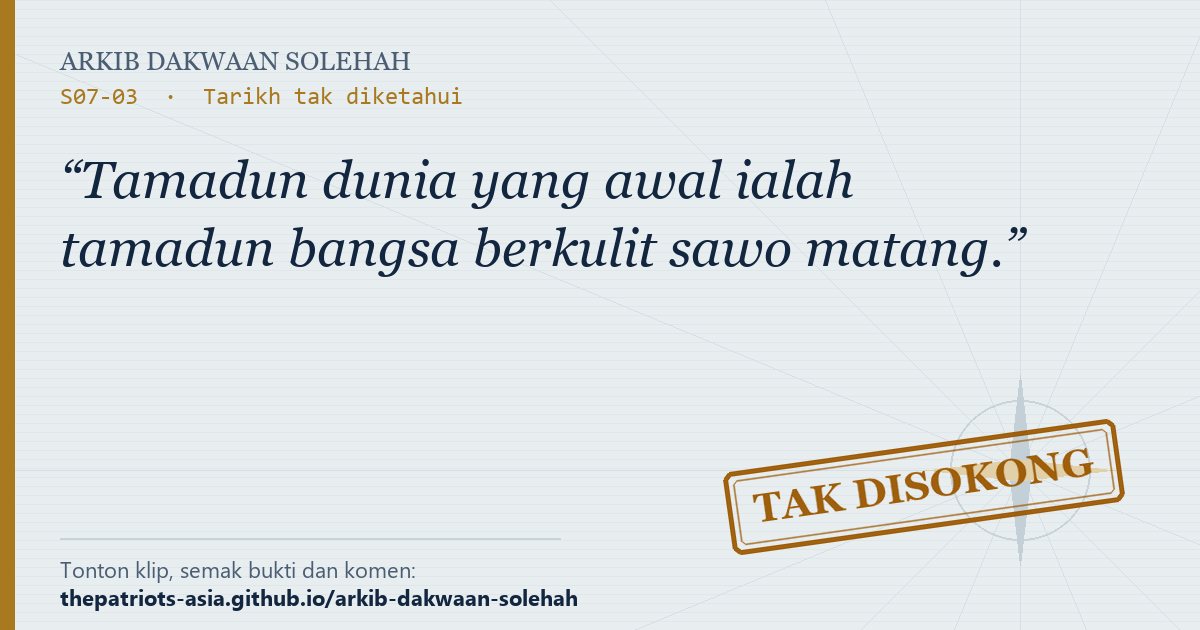 ARKIB DAKWAAN SOLEHAH
S07-03 · Tarikh tak diketahui
“Tamadun dunia yang awal ialah
tamadun bangsa berkulit sawo matang.”
TAK DISOKONG
Tonton klip, semak bukti dan komen:
thepatriots-asia.github.io/arkib-dakwaan-solehah